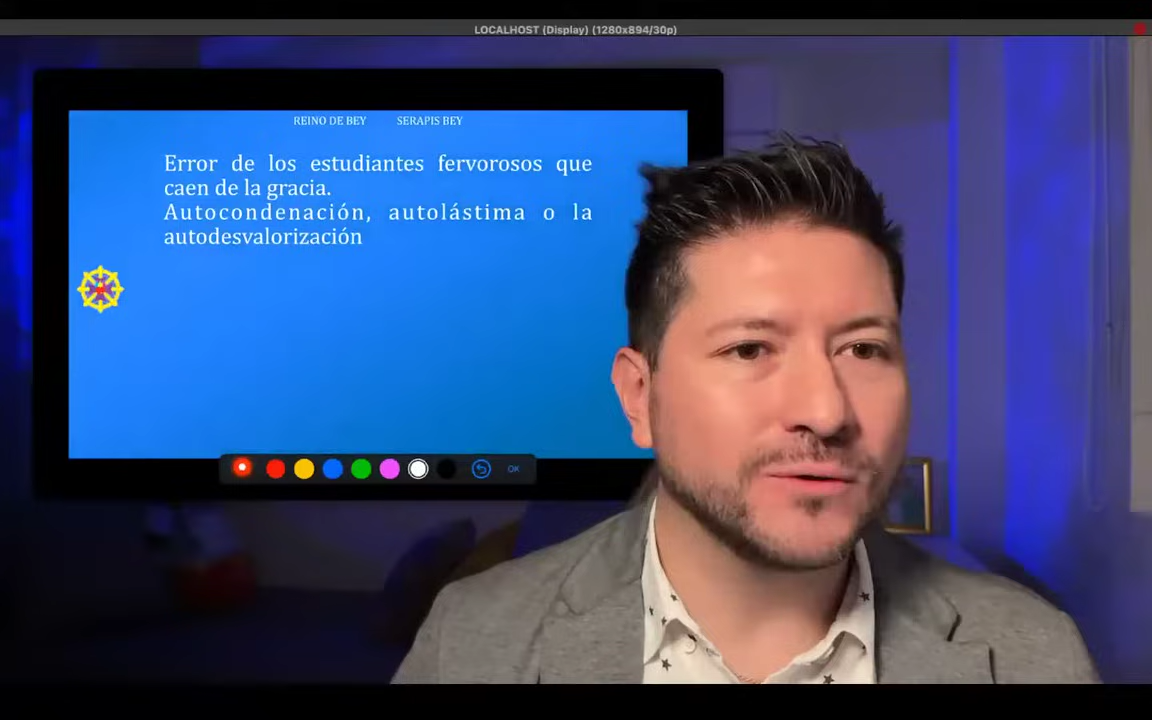 LOCALHOST (Display) (1280x894/30p)
REINO DE BEY SERAPIS BEY
Error de los estudiantes fervorosos que
caen de la gracia.
Autocondenación, autolástima o la
autodesvalorización
OK